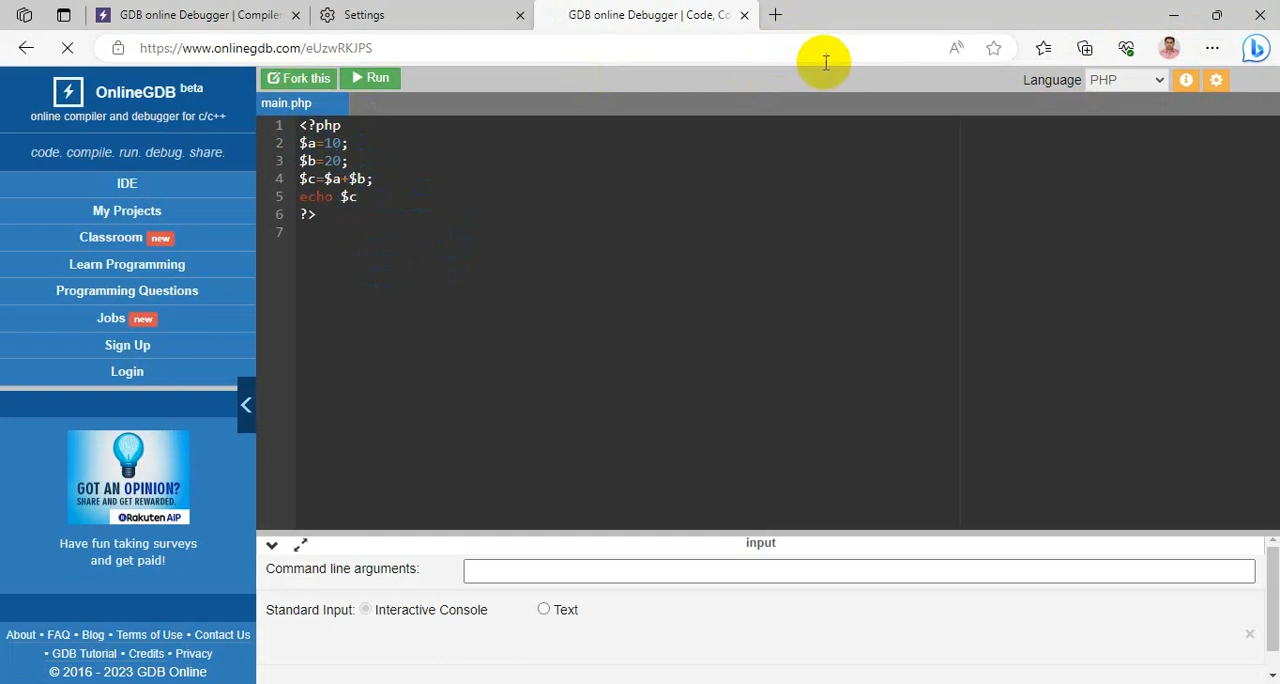 GDB online Debugger | Compiler
Settings
GDB online Debugger | Code, Co
https://www.onlinegdb.com/eUzwRKJPS
OnlineGDB beta
online compiler and debugger for c/c++
code. compile. run. debug. share.
IDE
My Projects
Classroom new
Learn Programming
Programming Questions
Jobs new
Sign Up
Login
GOT AN OPINION?
SHARE AND GET REWARDED.
Rakuten AIP
Have fun taking surveys
and get paid!
About • FAQ • Blog • Terms of Use • Contact Us
• GDB Tutorial • Credits • Privacy
© 2016 - 2023 GDB Online
Fork this Run
Language PHP
main.php
1 <?php
2 $a=10;
3 $b=20;
4 $c=$a+$b;
5 echo $c
6 ?>
7
input
Command line arguments:
Standard Input: Interactive Console Text